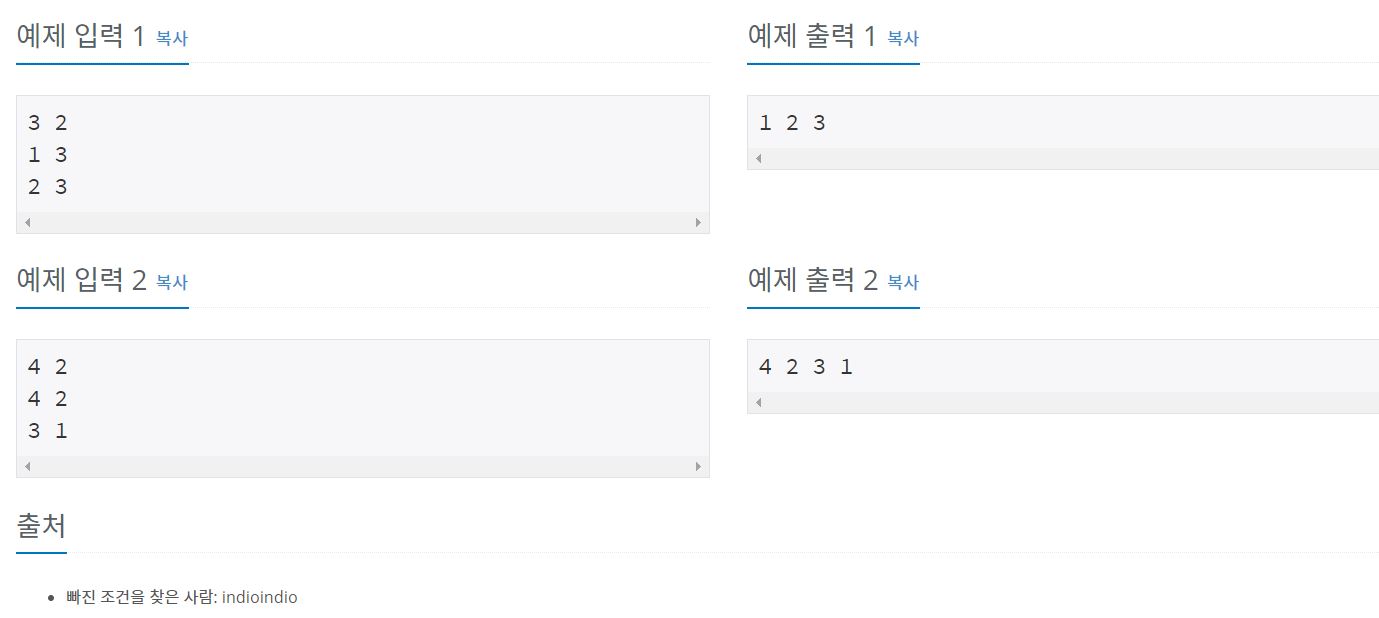 예제 입력 1 복사
3 2
1 3
2 3
예제 출력 1 복사
1 2 3
예제 입력 2 복사
4 2
4 2
3 1
예제 출력 2 복사
4 2 3 1
출처
빠진 조건을 찾은 사람: indioindio